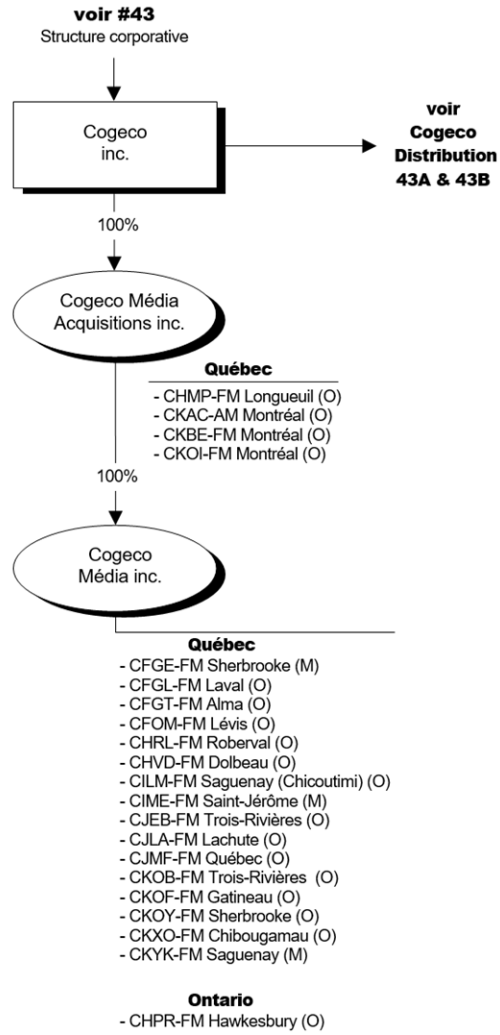 voir #43
Structure corporative
Cogeco
inc.
voir
Cogeco
Distribution
43A & 43B
100%
Cogeco Média
Acquisitions inc.
Québec
- CHMP-FM Longueuil (O)
- CKAC-AM Montréal (O)
- CKBE-FM Montréal (O)
- CKOI-FM Montréal (O)
100%
Cogeco
Média inc.
Québec
- CFGE-FM Sherbrooke (M)
- CFGL-FM Laval (O)
- CFGT-FM Alma (O)
- CFOM-FM Lévis (O)
- CHRL-FM Roberval (O)
- CHVD-FM Dolbeau (O)
- CILM-FM Saguenay (Chicoutimi) (O)
- CIME-FM Saint-Jérôme (M)
- CJEB-FM Trois-Rivières (O)
- CJLA-FM Lachute (O)
- CJMF-FM Québec (O)
- CKOB-FM Trois-Rivières (O)
- CKOF-FM Gatineau (O)
- CKOY-FM Sherbrooke (O)
- CKXO-FM Chibougamau (O)
- CKYK-FM Saguenay (M)
Ontario
- CHPR-FM Hawkesbury (O)